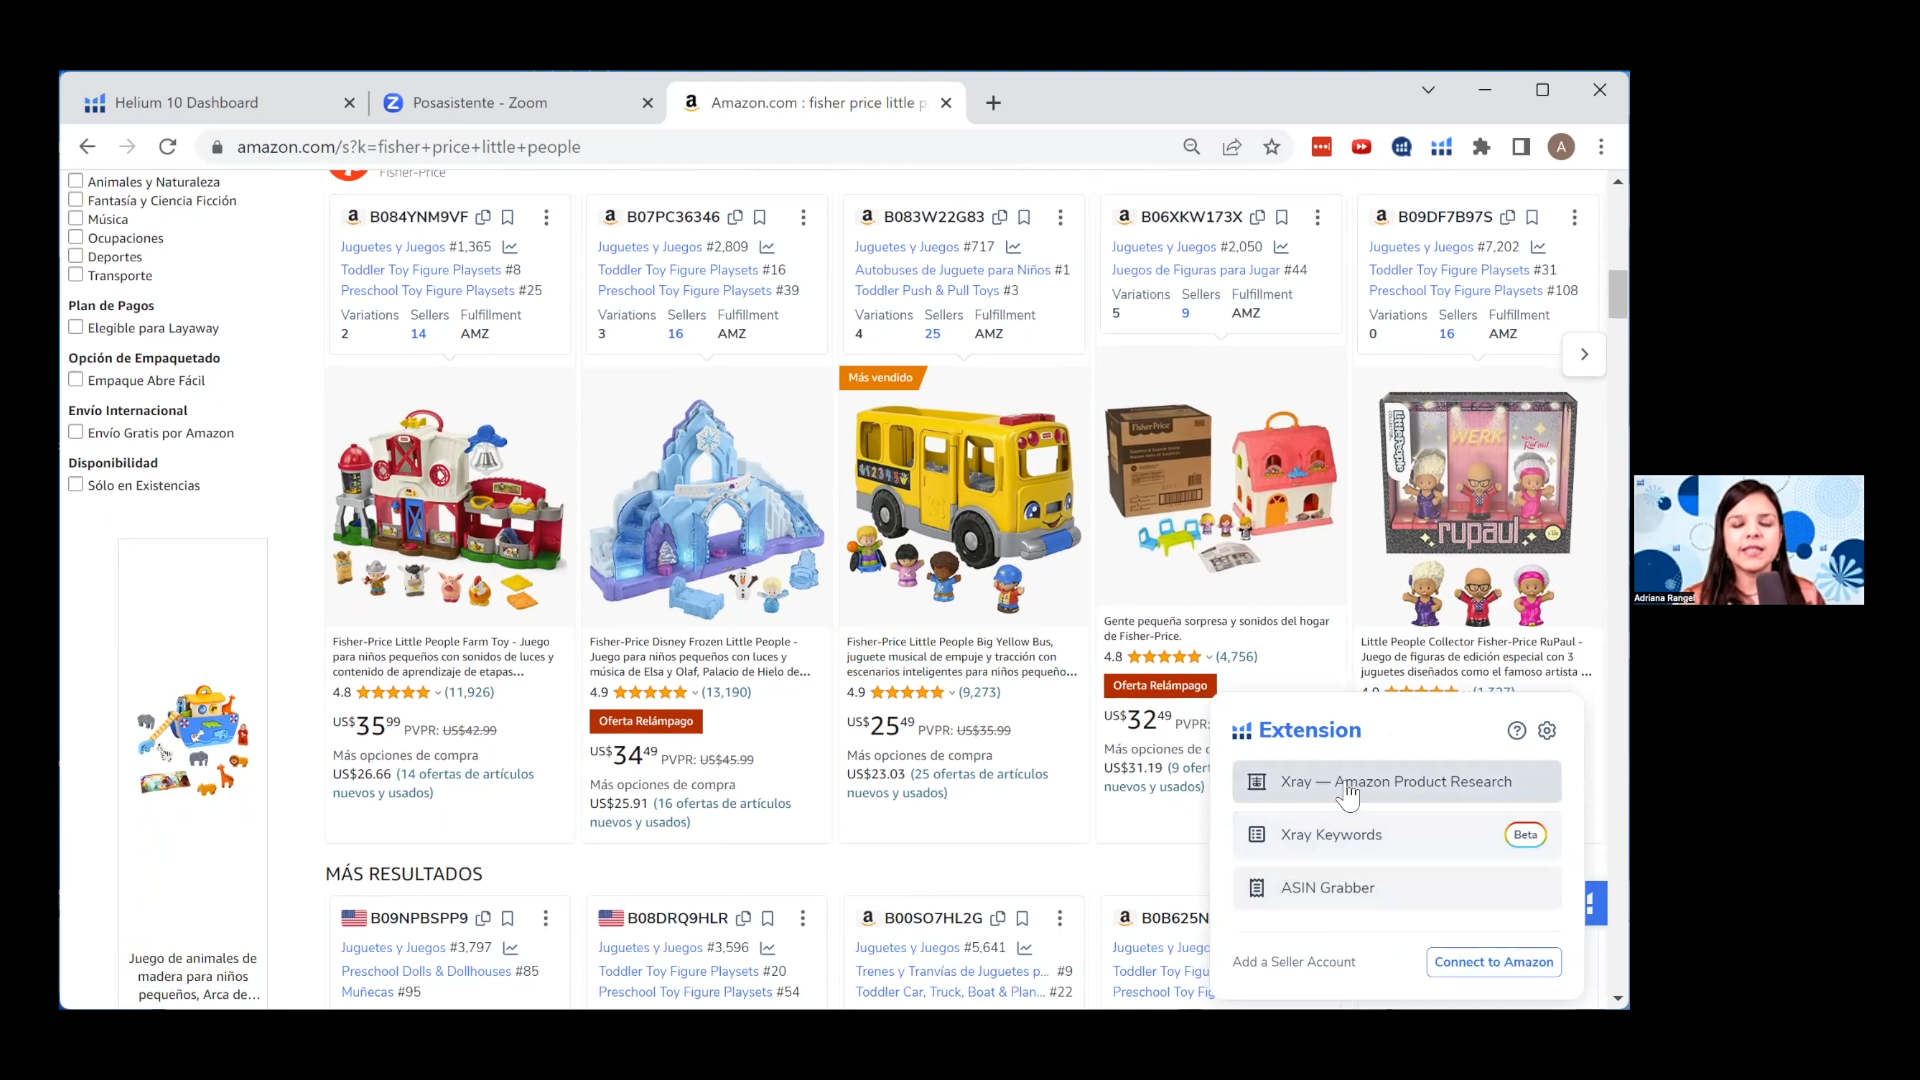 Helium 10 Dashboard
Posasistente - Zoom
Amazon.com : fisher price little p
amazon.com/s?k=fisher+price+little+people
A
Animales y Naturaleza
Fantasía y Ciencia Ficción
Música
Ocupaciones
Deportes
Transporte
Plan de Pagos
Elegible para Layaway
Opción de Empaquetado
Empaque Abre Fácil
Envío Internacional
Envío Gratis por Amazon
Disponibilidad
Sólo en Existencias
Juego de animales de
madera para niños
pequeños, Arca de...
Fisher-Price
B084YNM9VF
Juguetes y Juegos #1,365
Toddler Toy Figure Playsets #8
Preschool Toy Figure Playsets #25
Variations Sellers Fulfillment
2 14 AMZ
Fisher-Price Little People Farm Toy - Juego
para niños pequeños con sonidos de luces y
contenido de aprendizaje de etapas...
4.8 (11,926)
US$35.99 PVPR: US$42.99
Más opciones de compra
US$26.66 (14 ofertas de artículos
nuevos y usados)
B07PC36346
Juguetes y Juegos #2,809
Toddler Toy Figure Playsets #16
Preschool Toy Figure Playsets #39
Variations Sellers Fulfillment
3 16 AMZ
Fisher-Price Disney Frozen Little People -
Juego para niños pequeños con luces y
música de Elsa y Olaf, Palacio de Hielo de...
4.9 (13,190)
Oferta Relámpago
US$34.49 PVPR: US$45.99
Más opciones de compra
US$25.91 (16 ofertas de artículos
nuevos y usados)
B083W22G83
Juguetes y Juegos #717
Autobuses de Juguete para Niños #1
Toddler Push & Pull Toys #3
Variations Sellers Fulfillment
4 25 AMZ
Más vendido
Fisher-Price Little People Big Yellow Bus,
juguete musical de empuje y tracción con
escenarios inteligentes para niños pequeño...
4.9 (9,273)
US$25.49 PVPR: US$35.99
Más opciones de compra
US$23.03 (25 ofertas de artículos
nuevos y usados)
B06XKW173X
Juguetes y Juegos #2,050
Juegos de Figuras para Jugar #44
Variations Sellers Fulfillment
5 9 AMZ
Fisher-Price
Gente pequeña sorpresa y sonidos del hogar
de Fisher-Price.
4.8 (4,756)
Oferta Relámpago
US$32.49 PVPR:
Más opciones de c
US$31.19 (9 ofer
nuevos y usados)
B09DF7B97S
Juguetes y Juegos #7,202
Toddler Toy Figure Playsets #31
Preschool Toy Figure Playsets #108
Variations Sellers Fulfillment
0 16 AMZ
WERK
RuPaul
rupaul
Little People Collector Fisher-Price RuPaul -
Juego de figuras de edición especial con 3
juguetes diseñados como el famoso artista ...
4.9 (1,327)
Extension
Xray — Amazon Product Research
Xray Keywords Beta
ASIN Grabber
Add a Seller Account Connect to Amazon
MÁS RESULTADOS
B09NPBSPP9
Juguetes y Juegos #3,797
Preschool Dolls & Dollhouses #85
Muñecas #95
B08DRQ9HLR
Juguetes y Juegos #3,596
Toddler Toy Figure Playsets #20
Preschool Toy Figure Playsets #54
B00SO7HL2G
Juguetes y Juegos #5,641
Trenes y Tranvías de Juguetes p... #9
Toddler Car, Truck, Boat & Plan... #22
B0B625N
Juguetes y Juego
Toddler Toy Figu
Preschool Toy Fig
Adriana Rangel